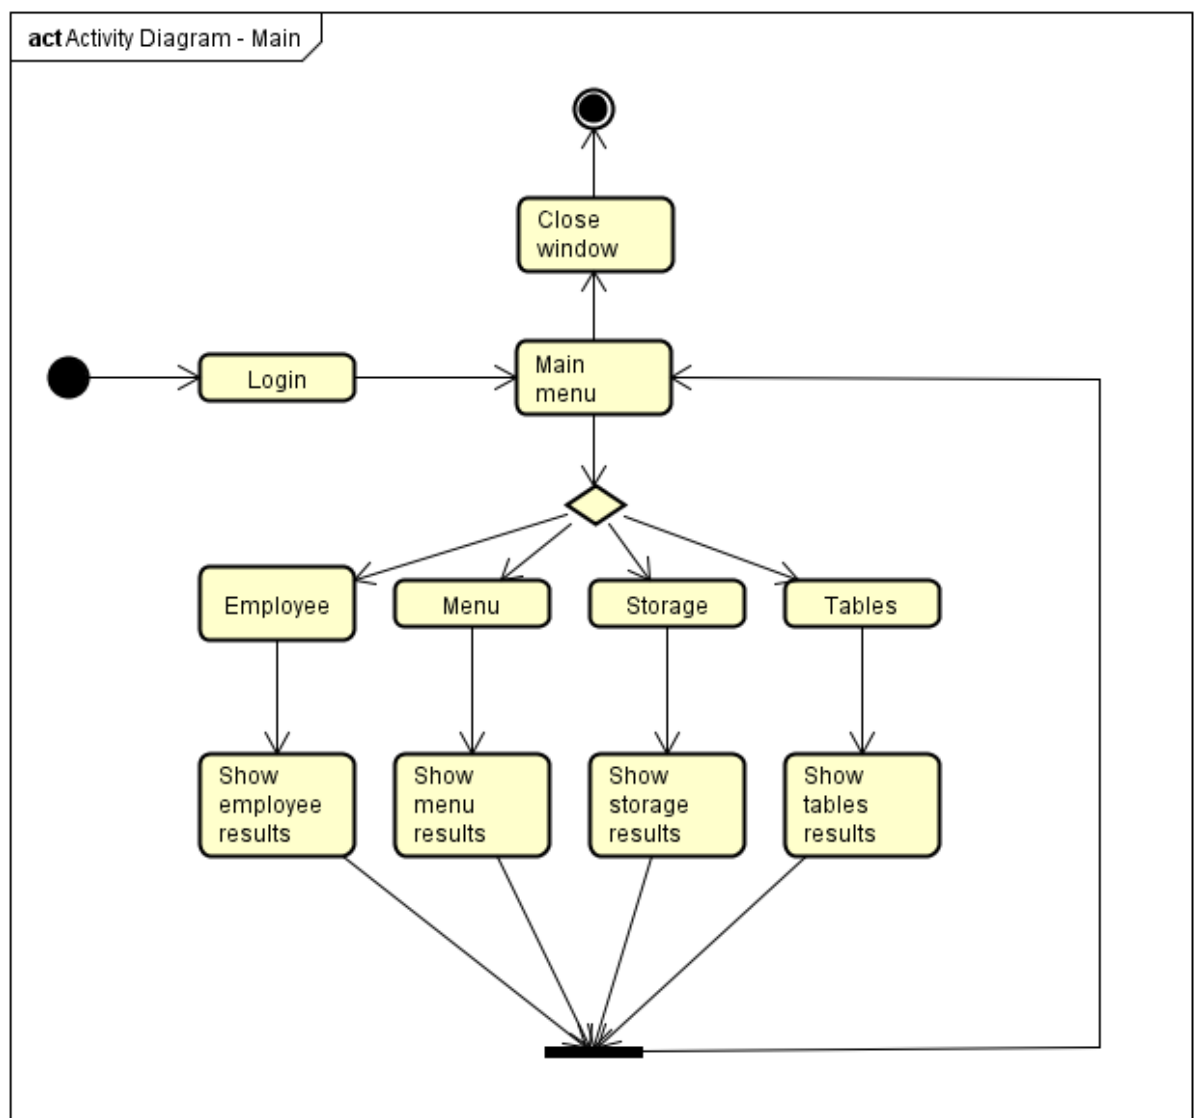 act Activity Diagram - Main
Close
window
Login
Main
menu
Employee
Menu
Storage
Tables
Show
employee
results
Show
menu
results
Show
storage
results
Show
tables
results